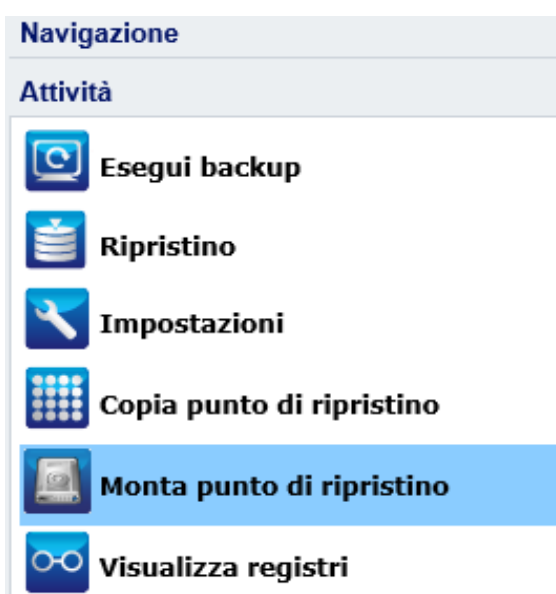 Navigazione
Attività
Esegui backup
Ripristino
Impostazioni
Copia punto di ripristino
Monta punto di ripristino
Visualizza registri